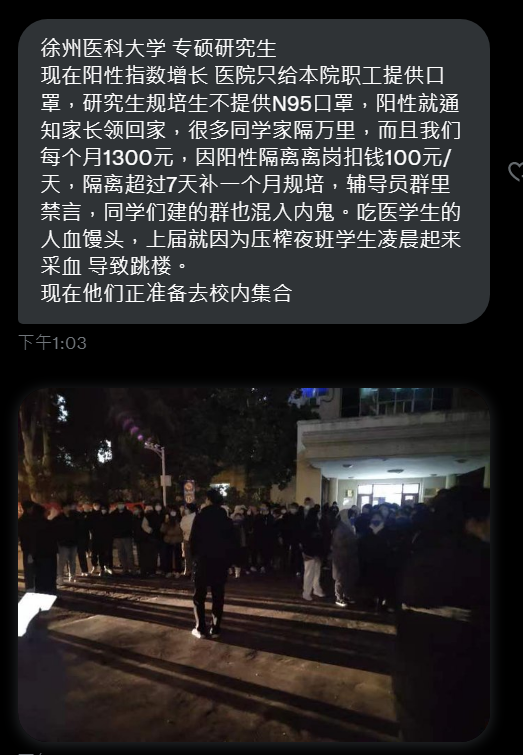 徐州医科大学 专硕研究生
现在阳性指数增长 医院只给本院职工提供口
罩，研究生规培生不提供N95口罩，阳性就通
知家长领回家，很多同学家隔万里，而且我们
每个月1300元，因阳性隔离离岗扣钱100元/
天，隔离超过7天补一个月规培，辅导员群里
禁言，同学们建的群也混入内鬼。吃医学生的
人血馒头，上届就因为压榨夜班学生凌晨起来
采血 导致跳楼。
现在他们正准备去校内集合
下午1:03